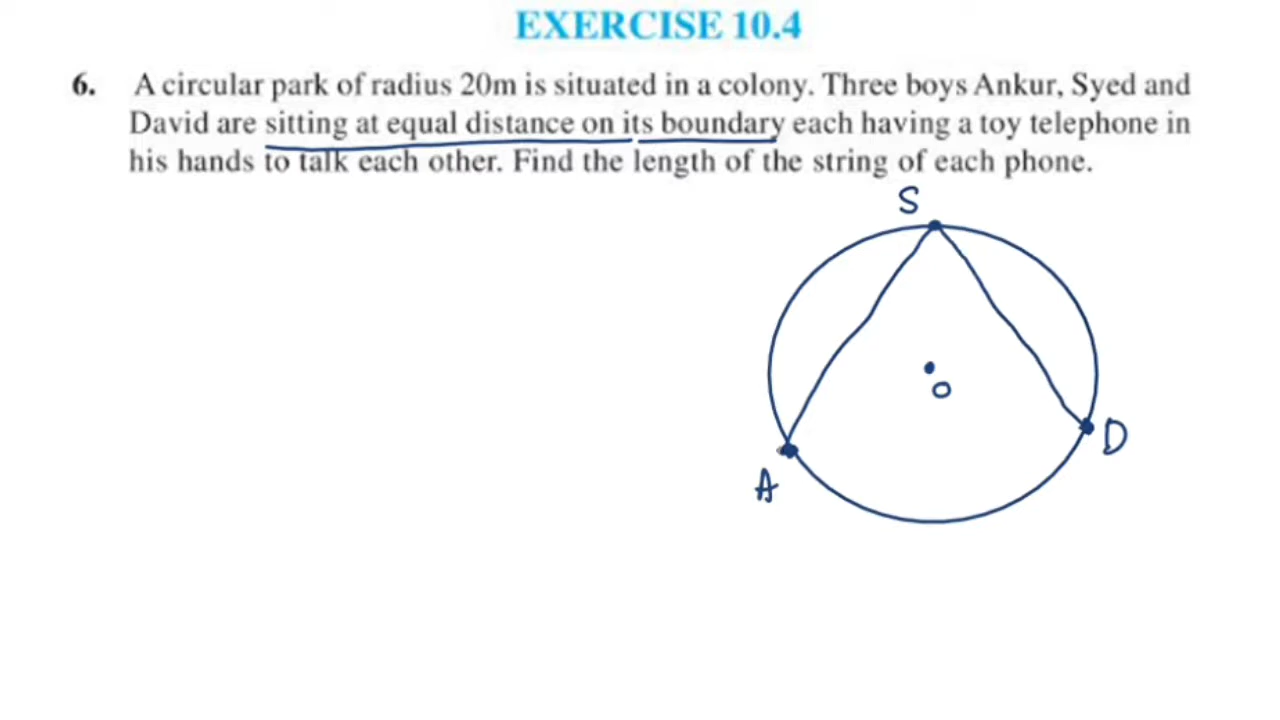 EXERCISE 10.4
6. A circular park of radius 20m is situated in a colony. Three boys Ankur, Syed and
David are sitting at equal distance on its boundary each having a toy telephone in
his hands to talk each other. Find the length of the string of each phone.
S
O
D
A